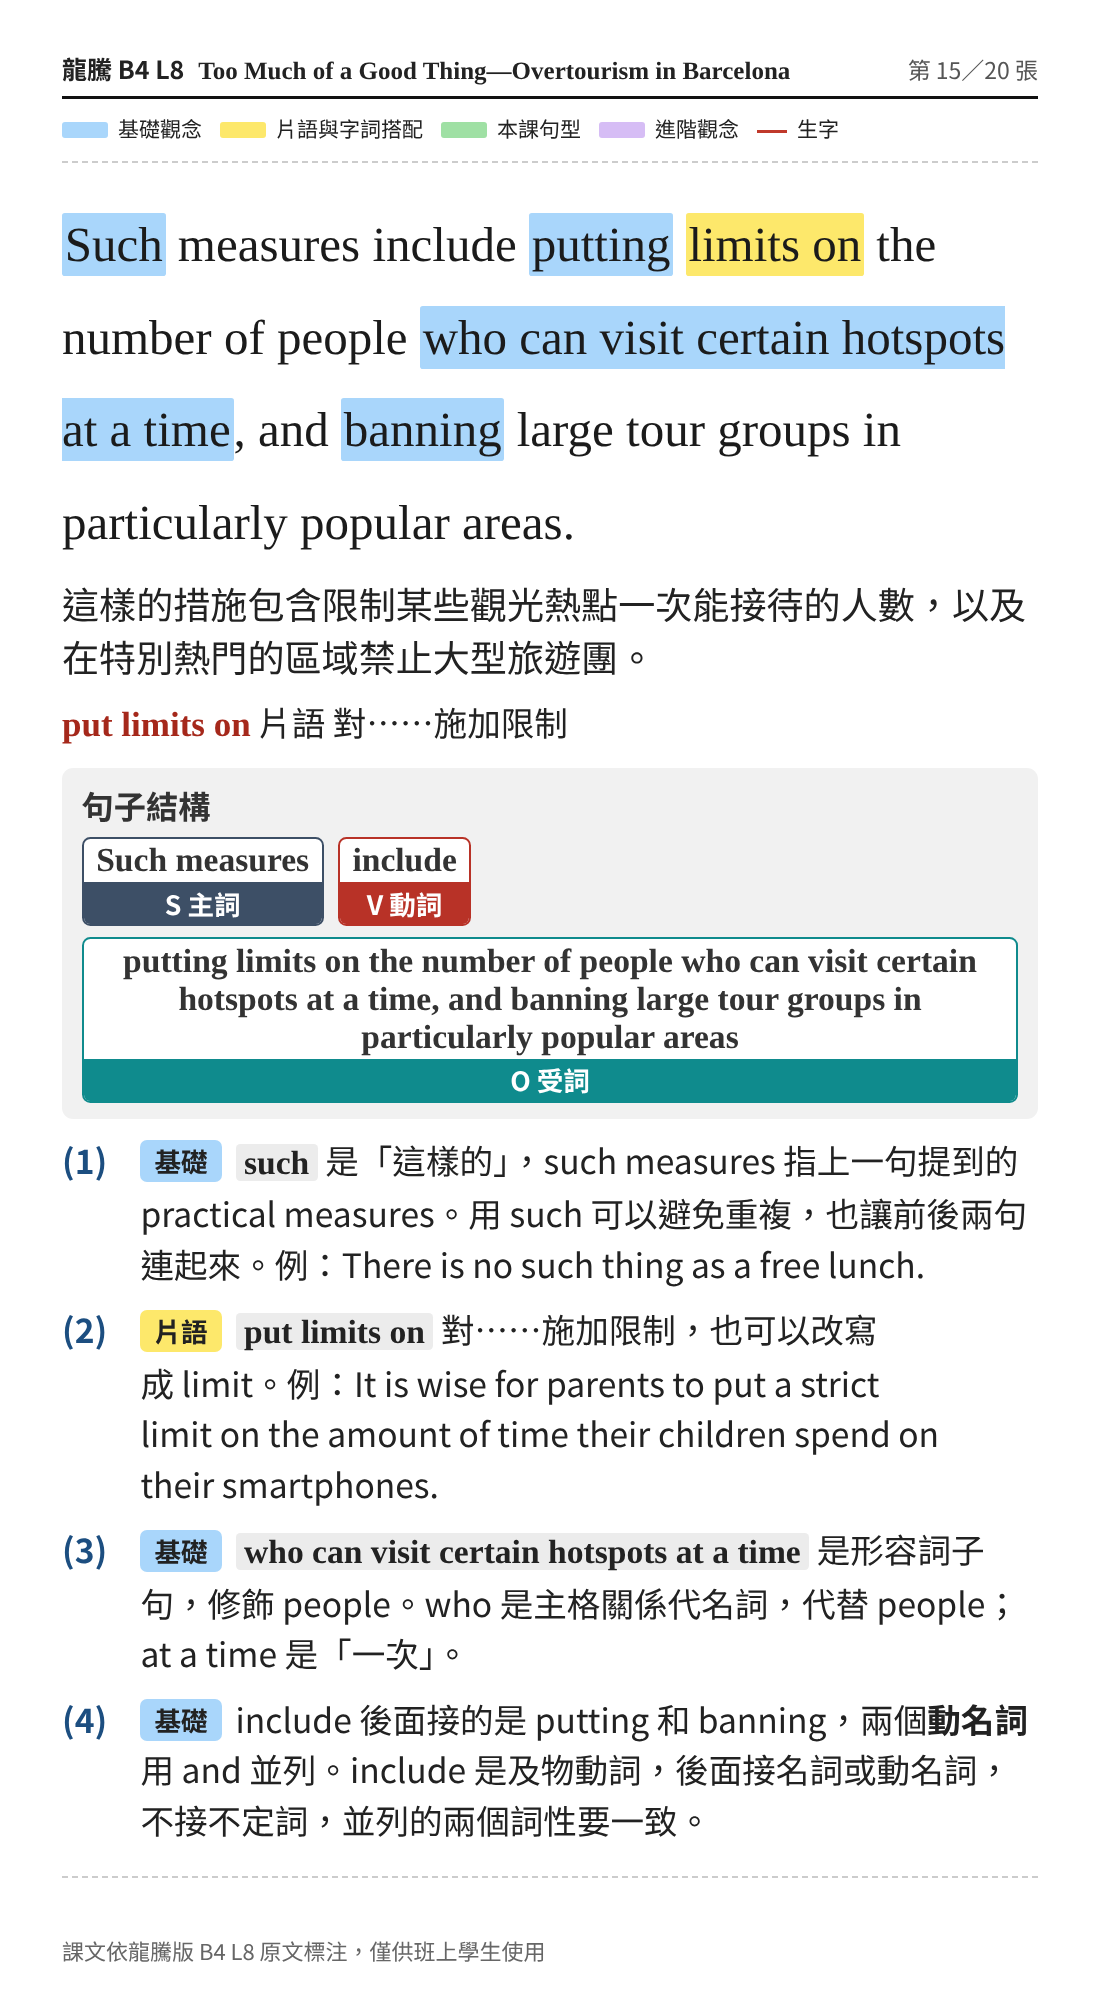 龍騰 B4 L8 Too Much of a Good Thing—Overtourism in Barcelona 第 15／20 張
基礎觀念 片語與字詞搭配 本課句型 進階觀念 生字
Such measures include putting limits on the
number of people who can visit certain hotspots
at a time, and banning large tour groups in
particularly popular areas.
這樣的措施包含限制某些觀光熱點一次能接待的人數，以及
在特別熱門的區域禁止大型旅遊團。
put limits on 片語 對……施加限制
句子結構
Such measures include
S 主詞 V 動詞
putting limits on the number of people who can visit certain
hotspots at a time, and banning large tour groups in
particularly popular areas
O 受詞
(1) 基礎 such 是「這樣的」，such measures 指上一句提到的
practical measures。用 such 可以避免重複，也讓前後兩句
連起來。例：There is no such thing as a free lunch.
(2) 片語 put limits on 對……施加限制，也可以改寫
成 limit。例：It is wise for parents to put a strict
limit on the amount of time their children spend on
their smartphones.
(3) 基礎 who can visit certain hotspots at a time 是形容詞子
句，修飾 people。who 是主格關係代名詞，代替 people；
at a time 是「一次」。
(4) 基礎 include 後面接的是 putting 和 banning，兩個動名詞
用 and 並列。include 是及物動詞，後面接名詞或動名詞，
不接不定詞，並列的兩個詞性要一致。
課文依龍騰版 B4 L8 原文標注，僅供班上學生使用